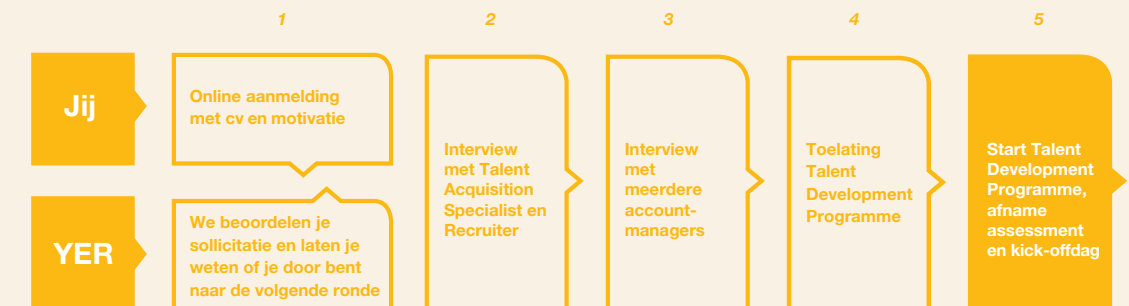 1
2
3
4
5
Jij
Online aanmelding
met cv en motivatie
YER
We beoordelen je
sollicitatie en laten je
weten of je door bent
naar de volgende ronde
Interview
met Talent
Acquisition
Specialist en
Recruiter
Interview
met
meerdere
account-
managers
Toelating
Talent
Development
Programme
Start Talent
Development
Programme,
afname
assessment
en kick-offdag